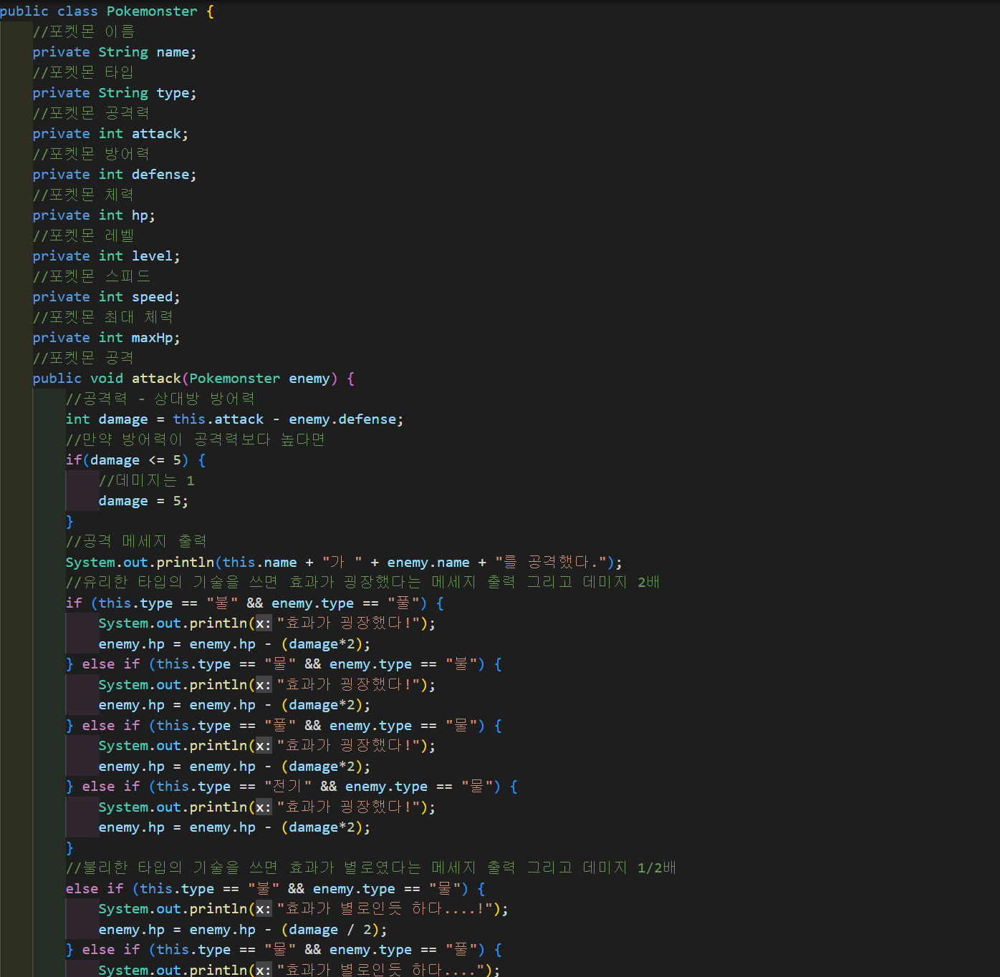 public class Pokemonster {
//포켓몬 이름
private String name;
//포켓몬 타입
private String type;
//포켓몬 공격력
private int attack;
//포켓몬 방어력
private int defense;
//포켓몬 체력
private int hp;
//포켓몬 레벨
private int level;
//포켓몬 스피드
private int speed;
//포켓몬 최대 체력
private int maxHp;
//포켓몬 공격
public void attack(Pokemonster enemy) {
//공격력 - 상대방 방어력
int damage = this.attack - enemy.defense;
//만약 방어력이 공격력보다 높다면
if(damage <= 5) {
//데미지는 1
damage = 5;
}
//공격 메세지 출력
System.out.println(this.name + "가 " + enemy.name + "를 공격했다.");
//유리한 타입의 기술을 쓰면 효과가 굉장했다는 메세지 출력 그리고 데미지 2배
if (this.type == "불" && enemy.type == "풀") {
System.out.println(x: "효과가 굉장했다!");
enemy.hp = enemy.hp - (damage*2);
} else if (this.type == "물" && enemy.type == "불") {
System.out.println(x: "효과가 굉장했다!");
enemy.hp = enemy.hp - (damage*2);
} else if (this.type == "풀" && enemy.type == "물") {
System.out.println(x: "효과가 굉장했다!");
enemy.hp = enemy.hp - (damage*2);
} else if (this.type == "전기" && enemy.type == "물") {
System.out.println(x: "효과가 굉장했다!");
enemy.hp = enemy.hp - (damage*2);
}
//불리한 타입의 기술을 쓰면 효과가 별로였다는 메세지 출력 그리고 데미지 1/2배
else if (this.type == "불" && enemy.type == "물") {
System.out.println(x: "효과가 별로인듯 하다....!");
enemy.hp = enemy.hp - (damage / 2);
} else if (this.type == "물" && enemy.type == "풀") {
System.out.println(x: "효과가 별로인듯 하다....");